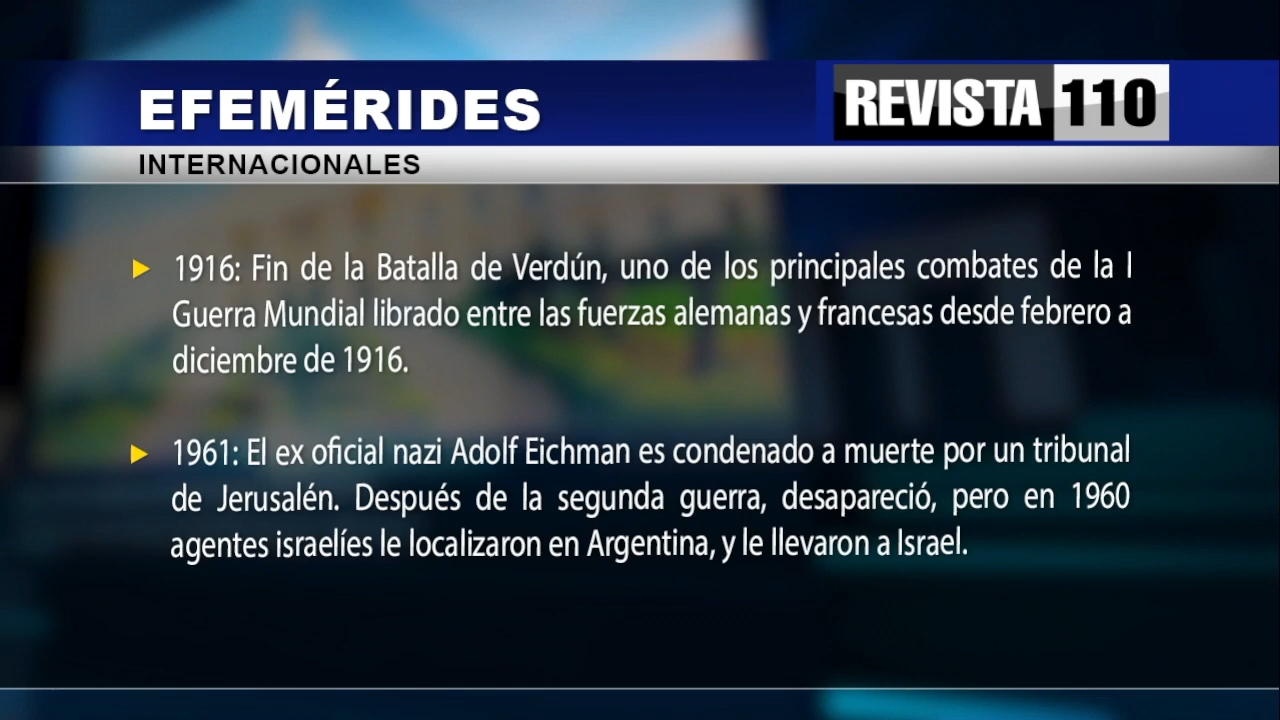 EFEMÉRIDES
REVISTA 110
INTERNACIONALES
1916: Fin de la Batalla de Verdún, uno de los principales combates de la I
Guerra Mundial librado entre las fuerzas alemanas y francesas desde febrero a
diciembre de 1916.
1961: El ex oficial nazi Adolf Eichman es condenado a muerte por un tribunal
de Jerusalén. Después de la segunda guerra, desapareció, pero en 1960
agentes israelíes le localizaron en Argentina, y le llevaron a Israel.